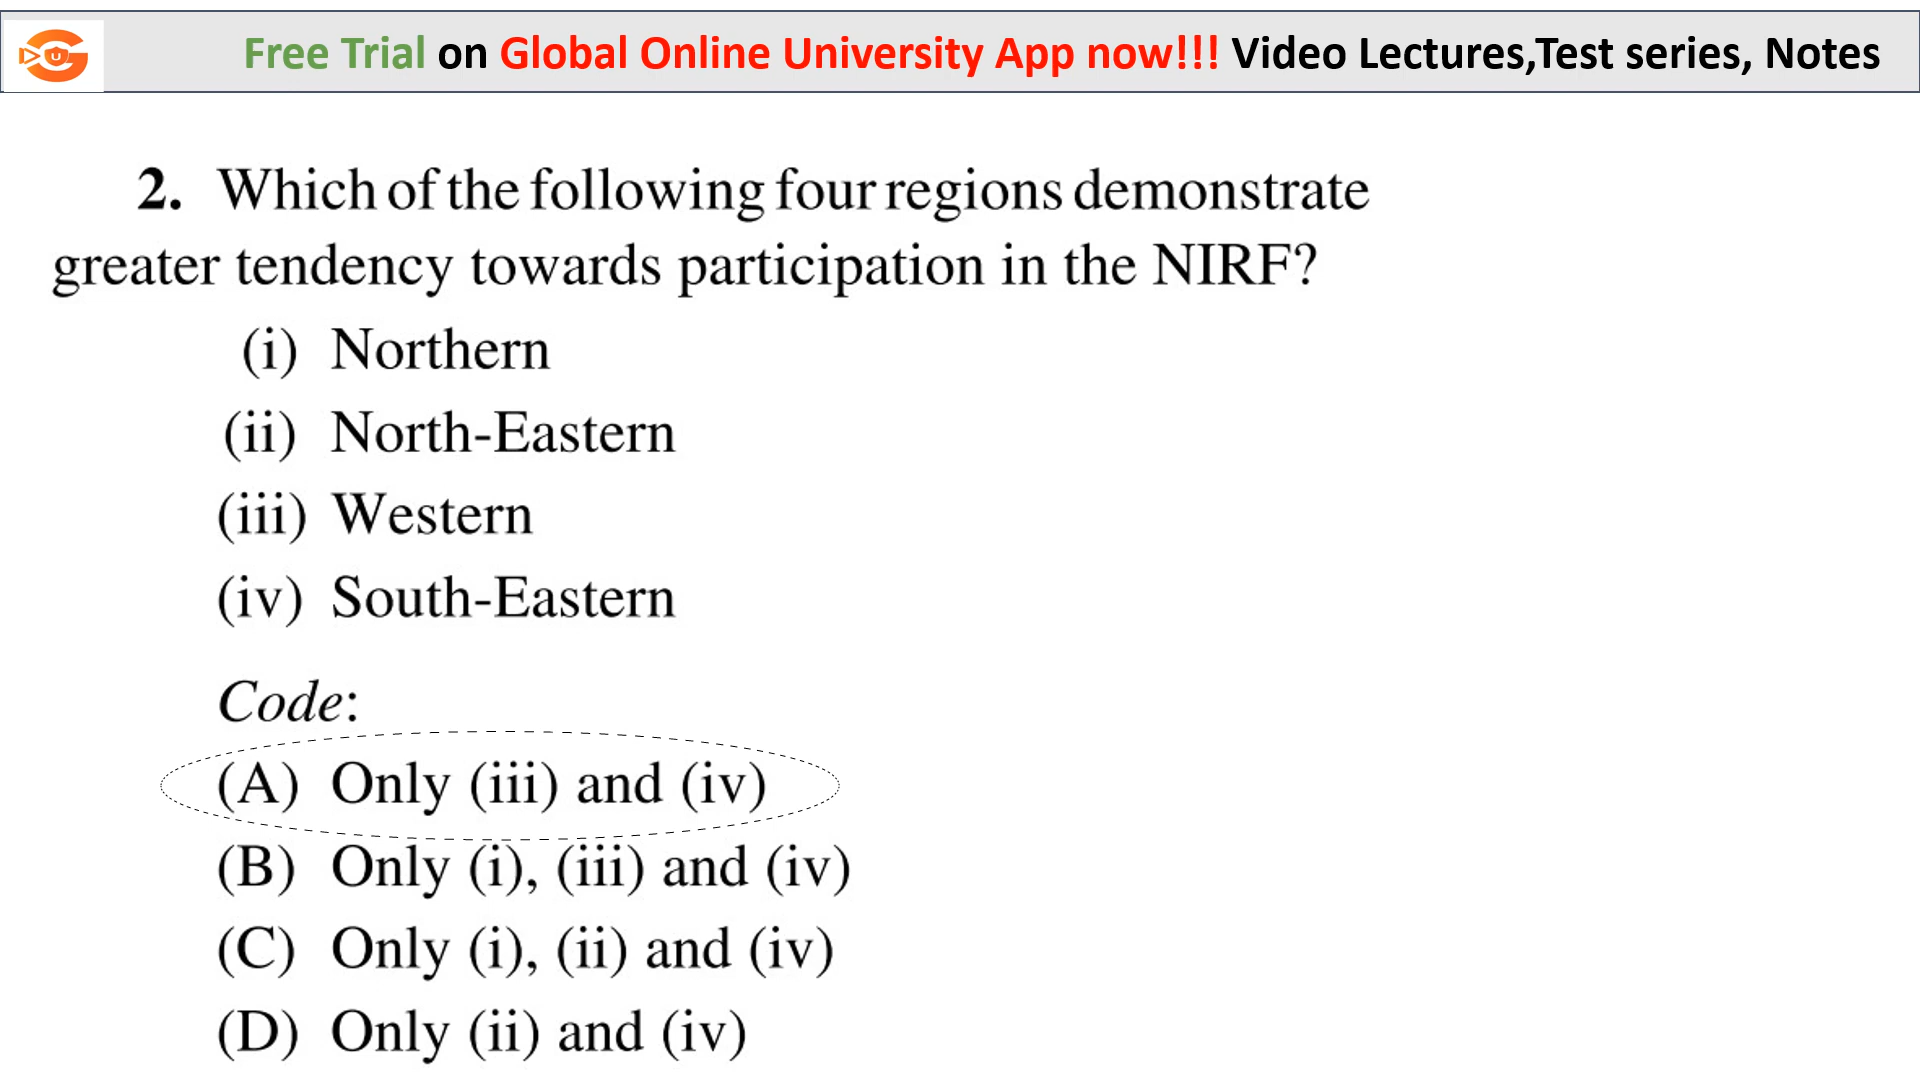 Free Trial on Global Online University App now!!! Video Lectures,Test series, Notes
U
2. Which of the following four regions demonstrate
greater tendency towards participation in the NIRF?
(i) Northern
(ii) North-Eastern
(iii) Western
(iv) South-Eastern
Code:
(A) Only (iii) and (iv)
(B) Only (i), (iii) and (iv)
(C) Only (i), (ii) and (iv)
(D) Only (ii) and (iv)